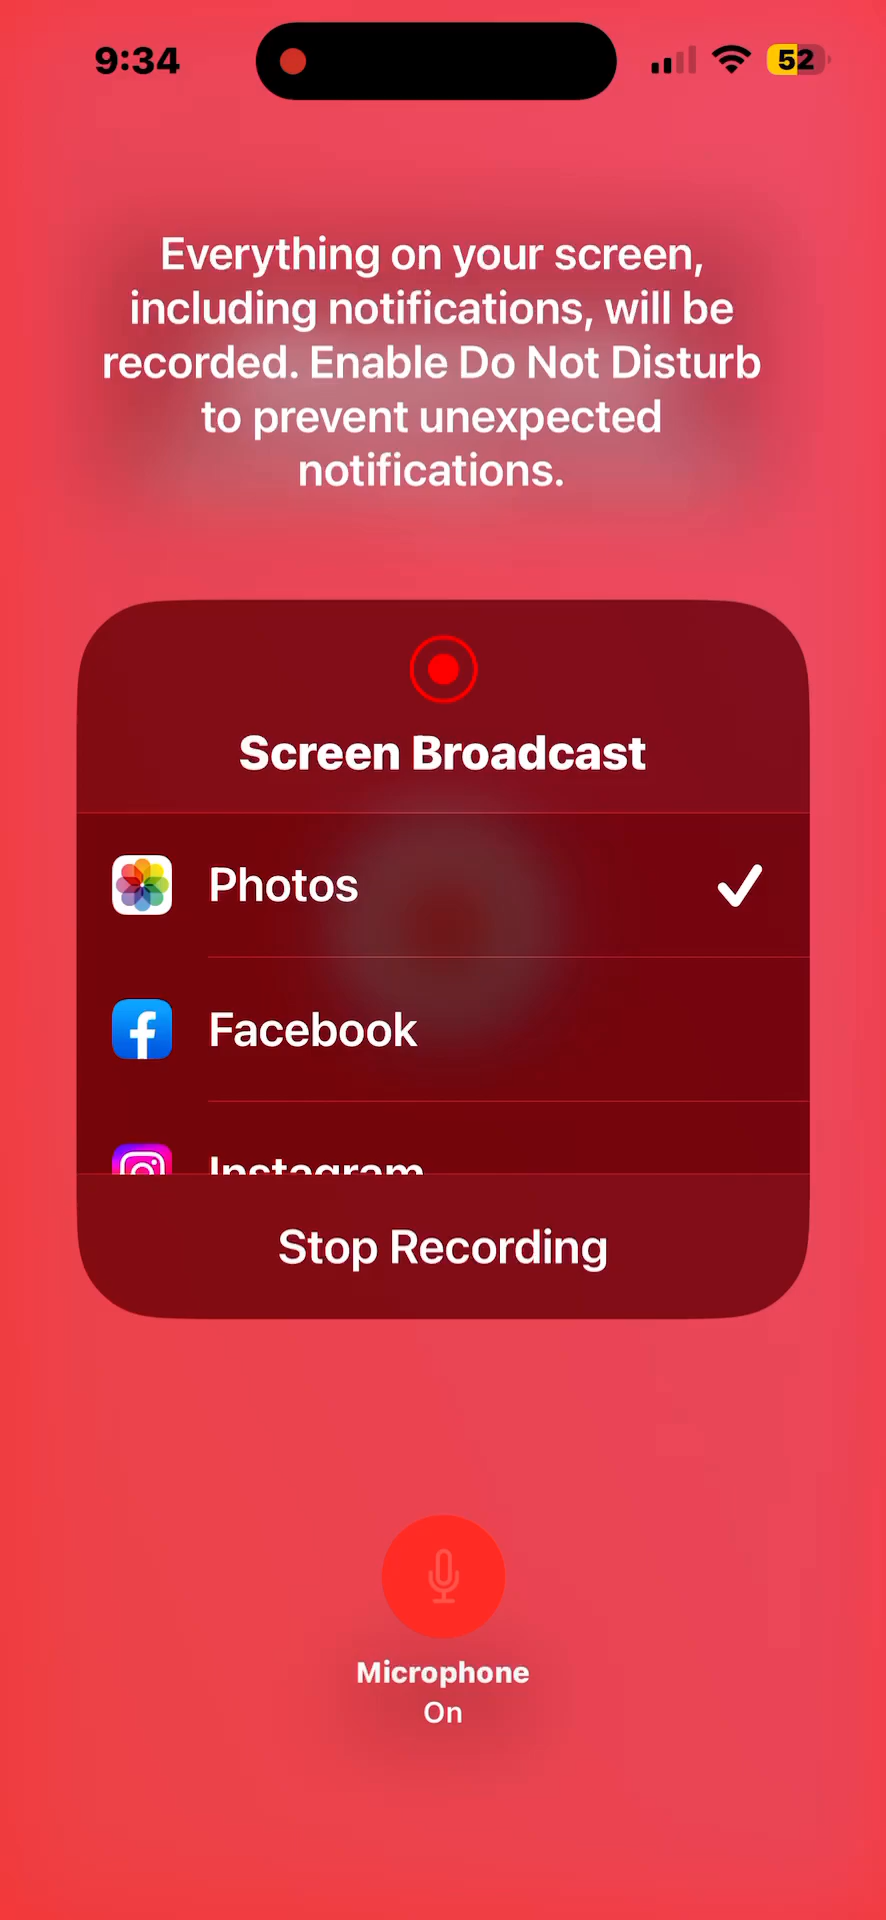 9:34
52
Everything on your screen,
including notifications, will be
recorded. Enable Do Not Disturb
to prevent unexpected
notifications.
Screen Broadcast
Photos
Facebook
Instagram
Stop Recording
Microphone
On